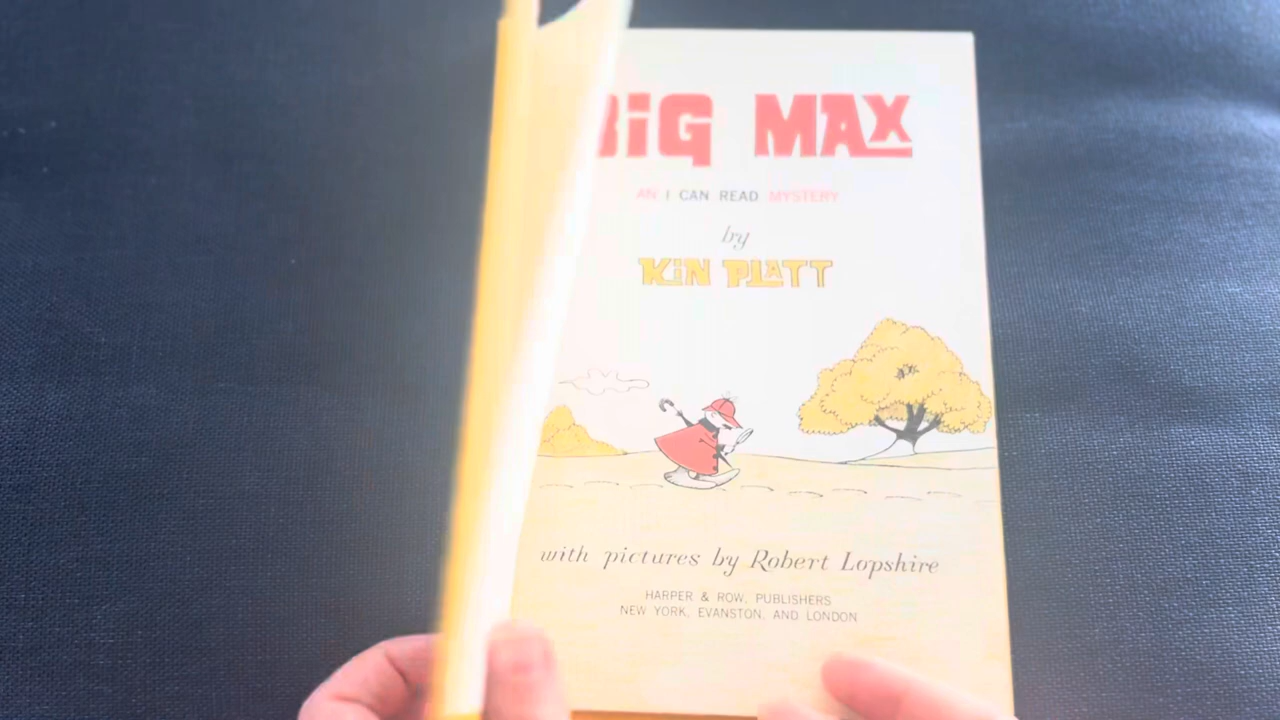 BiG MAX
AN I CAN READ MYSTERY
by
KiN PLATT
with pictures by Robert Lopshire
HARPER & ROW, PUBLISHERS
NEW YORK, EVANSTON, AND LONDON